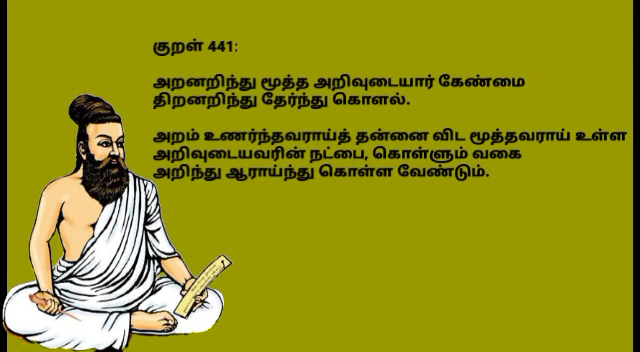 குறள் 441:
அறனறிந்து மூத்த அறிவுடையார் கேண்மை
திறனறிந்து தேர்ந்து கொளல்.
அறம் உணர்ந்தவராய்த் தன்னை விட மூத்தவராய் உள்ள
அறிவுடையவரின் நட்பை, கொள்ளும் வகை
அறிந்து ஆராய்ந்து கொள்ள வேண்டும்.